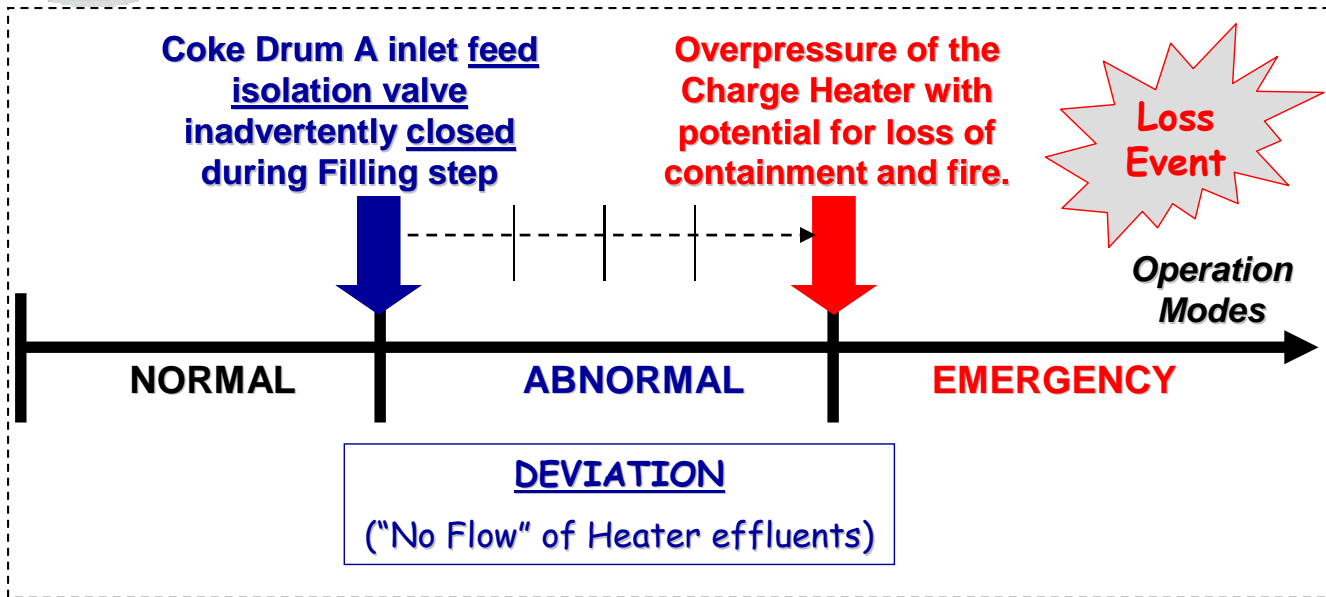 Coke Drum A inlet feed
isolation valve
inadvertently closed
during Filling step
Overpressure of the
Charge Heater with
potential for loss of
containment and fire.
Loss
Event
Operation
Modes
NORMAL
ABNORMAL
EMERGENCY
DEVIATION
(“No Flow” of Heater effluents)